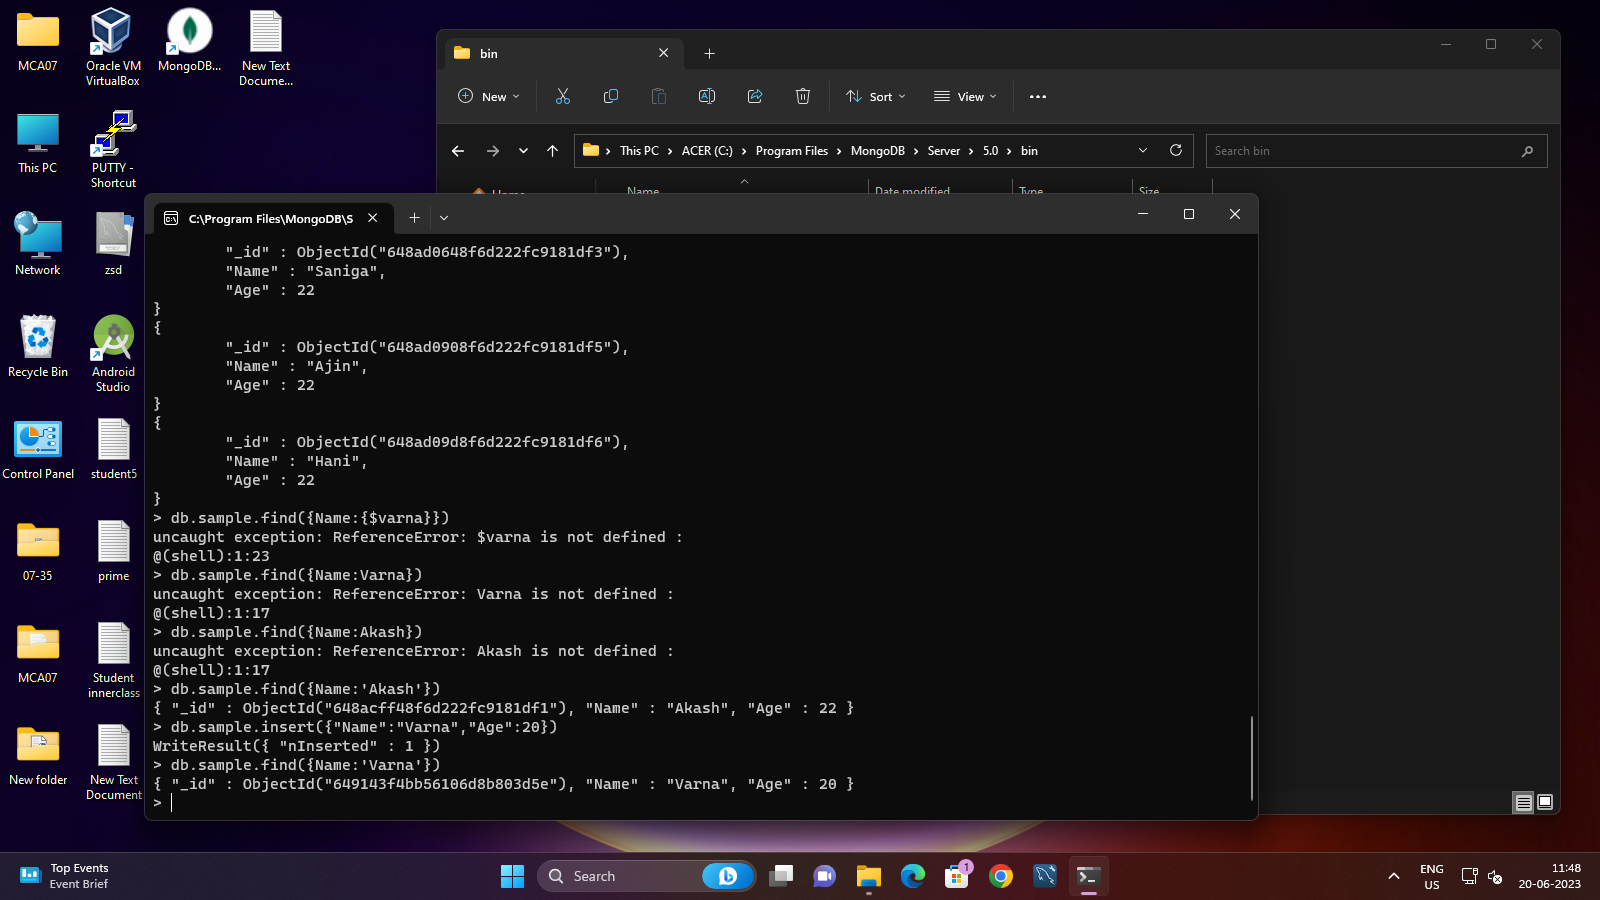 MCA07
Oracle VM
VirtualBox
MongoDB...
New Text
Docume...
This PC
PUTTY -
Shortcut
Network
zsd
Recycle Bin
Android
Studio
Control Panel
student5
07-35
prime
MCA07
Student
innerclass
New folder
New Text
Document
bin
New
Sort
View
This PC > ACER (C:) > Program Files > MongoDB > Server > 5.0 > bin
Search bin
Home
Name
Date modified
Type
Size
C:\Program Files\MongoDB\S
"_id" : ObjectId("648ad0648f6d222fc9181df3"),
"Name" : "Saniga",
"Age" : 22
}
{
"_id" : ObjectId("648ad0908f6d222fc9181df5"),
"Name" : "Ajin",
"Age" : 22
}
{
"_id" : ObjectId("648ad09d8f6d222fc9181df6"),
"Name" : "Hani",
"Age" : 22
}
> db.sample.find({Name:{$varna}})
uncaught exception: ReferenceError: $varna is not defined :
@(shell):1:23
> db.sample.find({Name:Varna})
uncaught exception: ReferenceError: Varna is not defined :
@(shell):1:17
> db.sample.find({Name:Akash})
uncaught exception: ReferenceError: Akash is not defined :
@(shell):1:17
> db.sample.find({Name:'Akash'})
{ "_id" : ObjectId("648acff48f6d222fc9181df1"), "Name" : "Akash", "Age" : 22 }
> db.sample.insert({"Name":"Varna","Age":20})
WriteResult({ "nInserted" : 1 })
> db.sample.find({Name:'Varna'})
{ "_id" : ObjectId("649143f4bb56106d8b803d5e"), "Name" : "Varna", "Age" : 20 }
>
Top Events
Event Brief
Search
1
ENG
US
11:48
20-06-2023